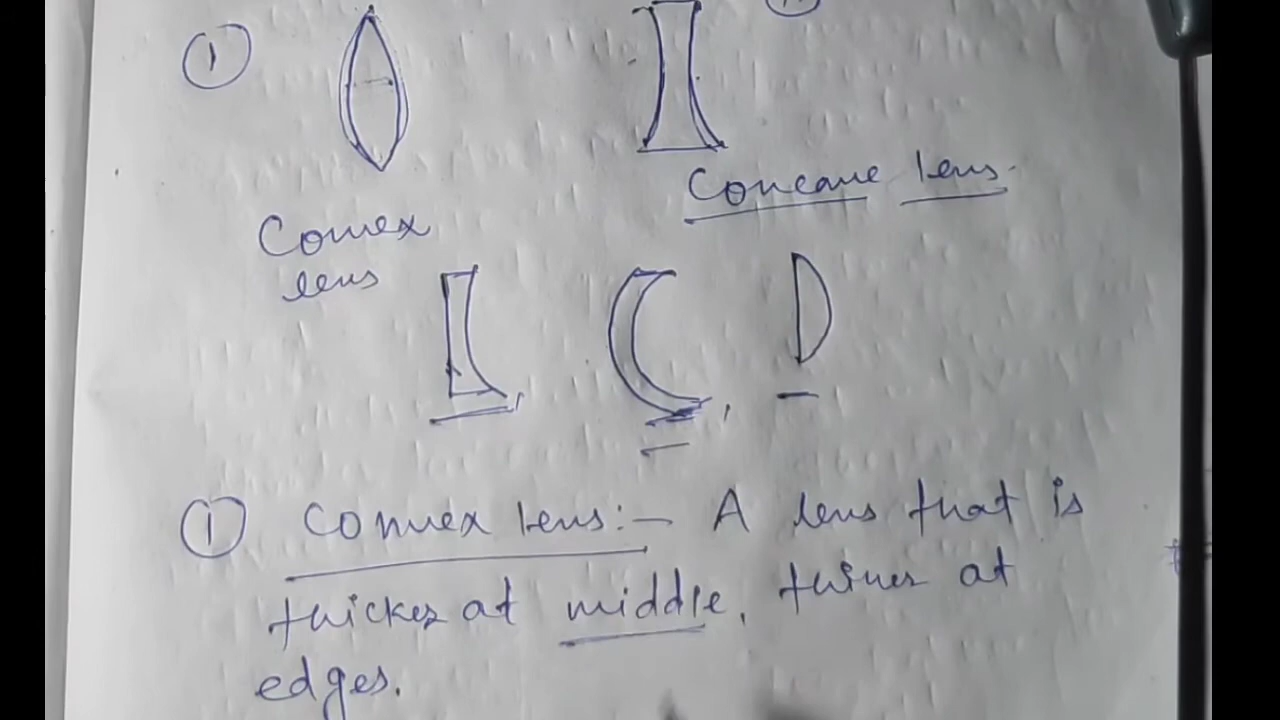 1
Convex
lens
Concave lens.
① Convex lens:- A lens that is
thicker at middle, thiner at
edges.